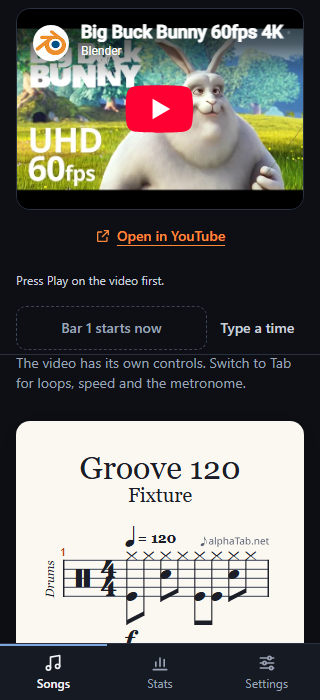 Big Buck Bunny 60fps 4K
Blender
BIG BUCK
BUNNY
UHD
60fps
Open in YouTube
Press Play on the video first.
Bar 1 starts now
Type a time
The video has its own controls. Switch to Tab
for loops, speed and the metronome.
Groove 120
Fixture
= 120
alphaTab.net
1
Drums
4
4
f
Songs
Stats
Settings